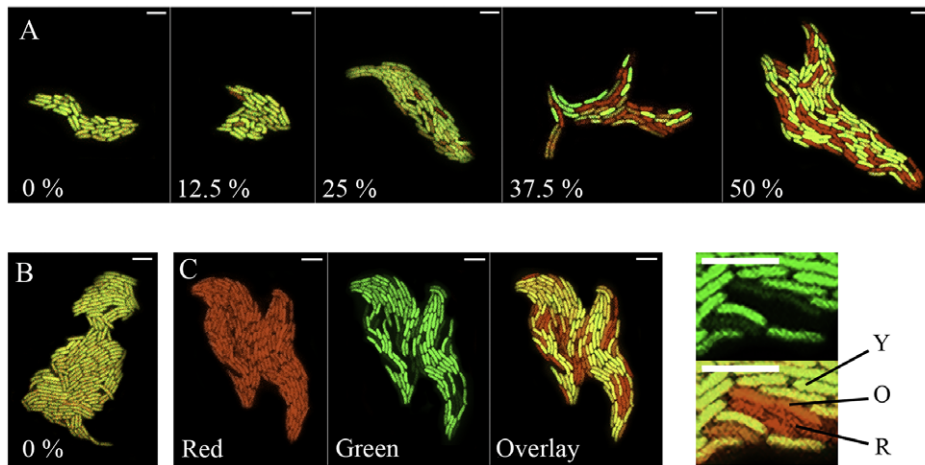 A
0 %
12.5 %
25 %
37.5 %
50 %
B
0 %
C
Red
Green
Overlay
Y
O
R